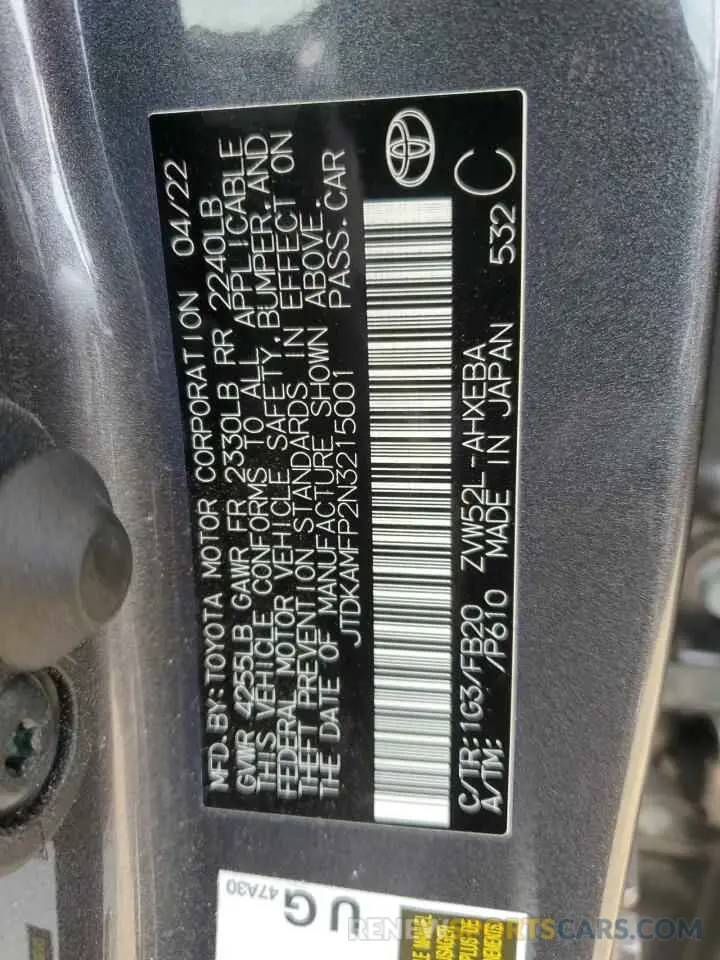 MFD. BY: TOYOTA MOTOR CORPORATION 04/22
GVWR 4255LB GAWR FR 2330LB RR 2240LB
THIS VEHICLE CONFORMS TO ALL APPLICABLE
FEDERAL MOTOR VEHICLE SAFETY, BUMPER, AND
THEFT PREVENTION STANDARDS IN EFFECT ON
THE DATE OF MANUFACTURE SHOWN ABOVE.
JTDKAMFP2N3215001 PASS. CAR
C/TR: 1G3/FB20 ZVW52L-AHXEBA
A/TM: /P610 MADE IN JAPAN 532 C
UG
47A30
RENEWSUSEDCARS.COM